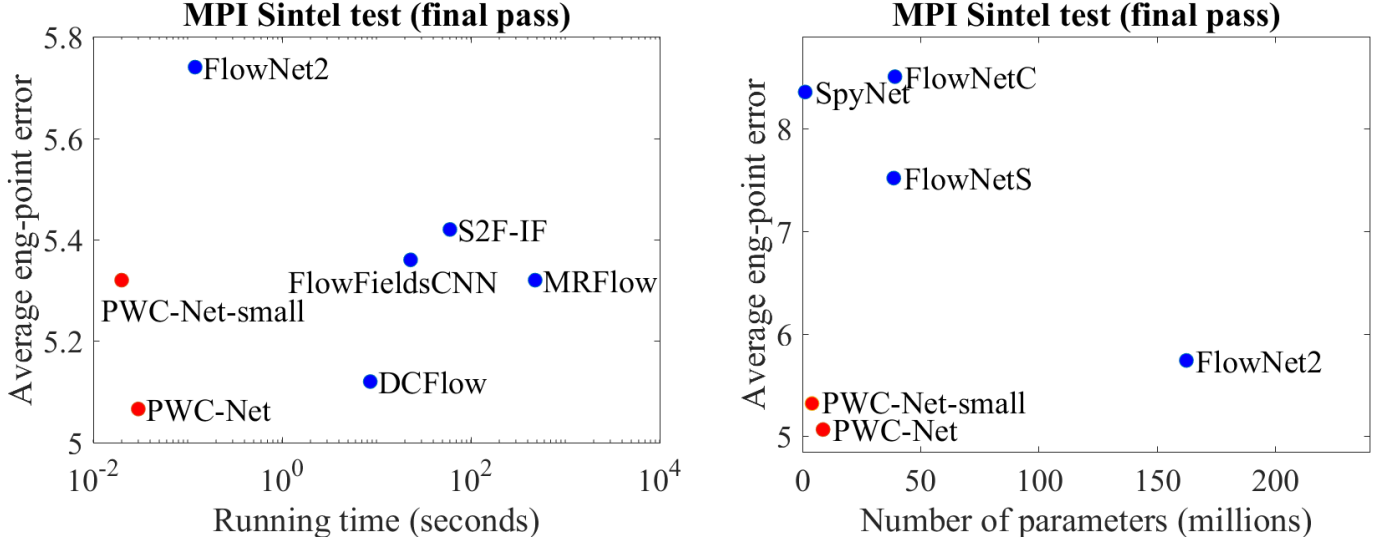 MPI Sintel test (final pass)
Average eng-point error
5.8
5.6
5.4
5.2
5
FlowNet2
S2F-IF
FlowFieldsCNN
MRFlow
PWC-Net-small
DCFlow
PWC-Net
10^-2
10^0
10^2
10^4
Running time (seconds)
MPI Sintel test (final pass)
Average eng-point error
8
7
6
5
FlowNetC
SpyNet
FlowNetS
FlowNet2
PWC-Net-small
PWC-Net
0
50
100
150
200
Number of parameters (millions)